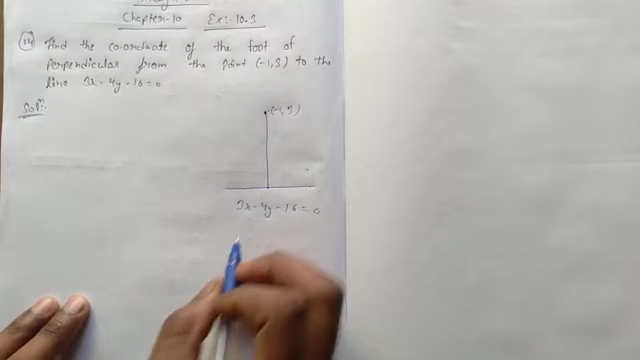 Chapter:-10 Ex:-10.3
(14) Find the co-ordinate of the foot of
perpendicular from the point (-1,3) to the
line 3x-4y-16=0
Sol:-
(-1,3)
3x-4y-16=0